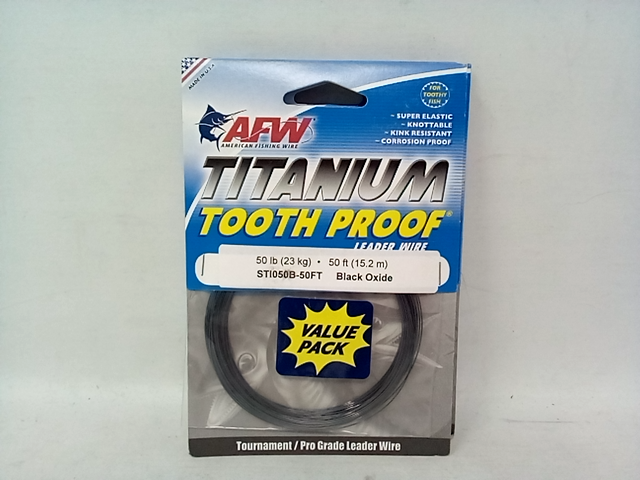 MADE IN U.S.A.
FOR
TOOTHY
FISH
~ SUPER ELASTIC
~ KNOTTABLE
~ KINK RESISTANT
~ CORROSION PROOF
AFW
AMERICAN FISHING WIRE
TITANIUM
TOOTH PROOF®
LEADER WIRE
50 lb (23 kg) • 50 ft (15.2 m)
STI050B-50FT Black Oxide
VALUE
PACK
Tournament / Pro Grade Leader Wire